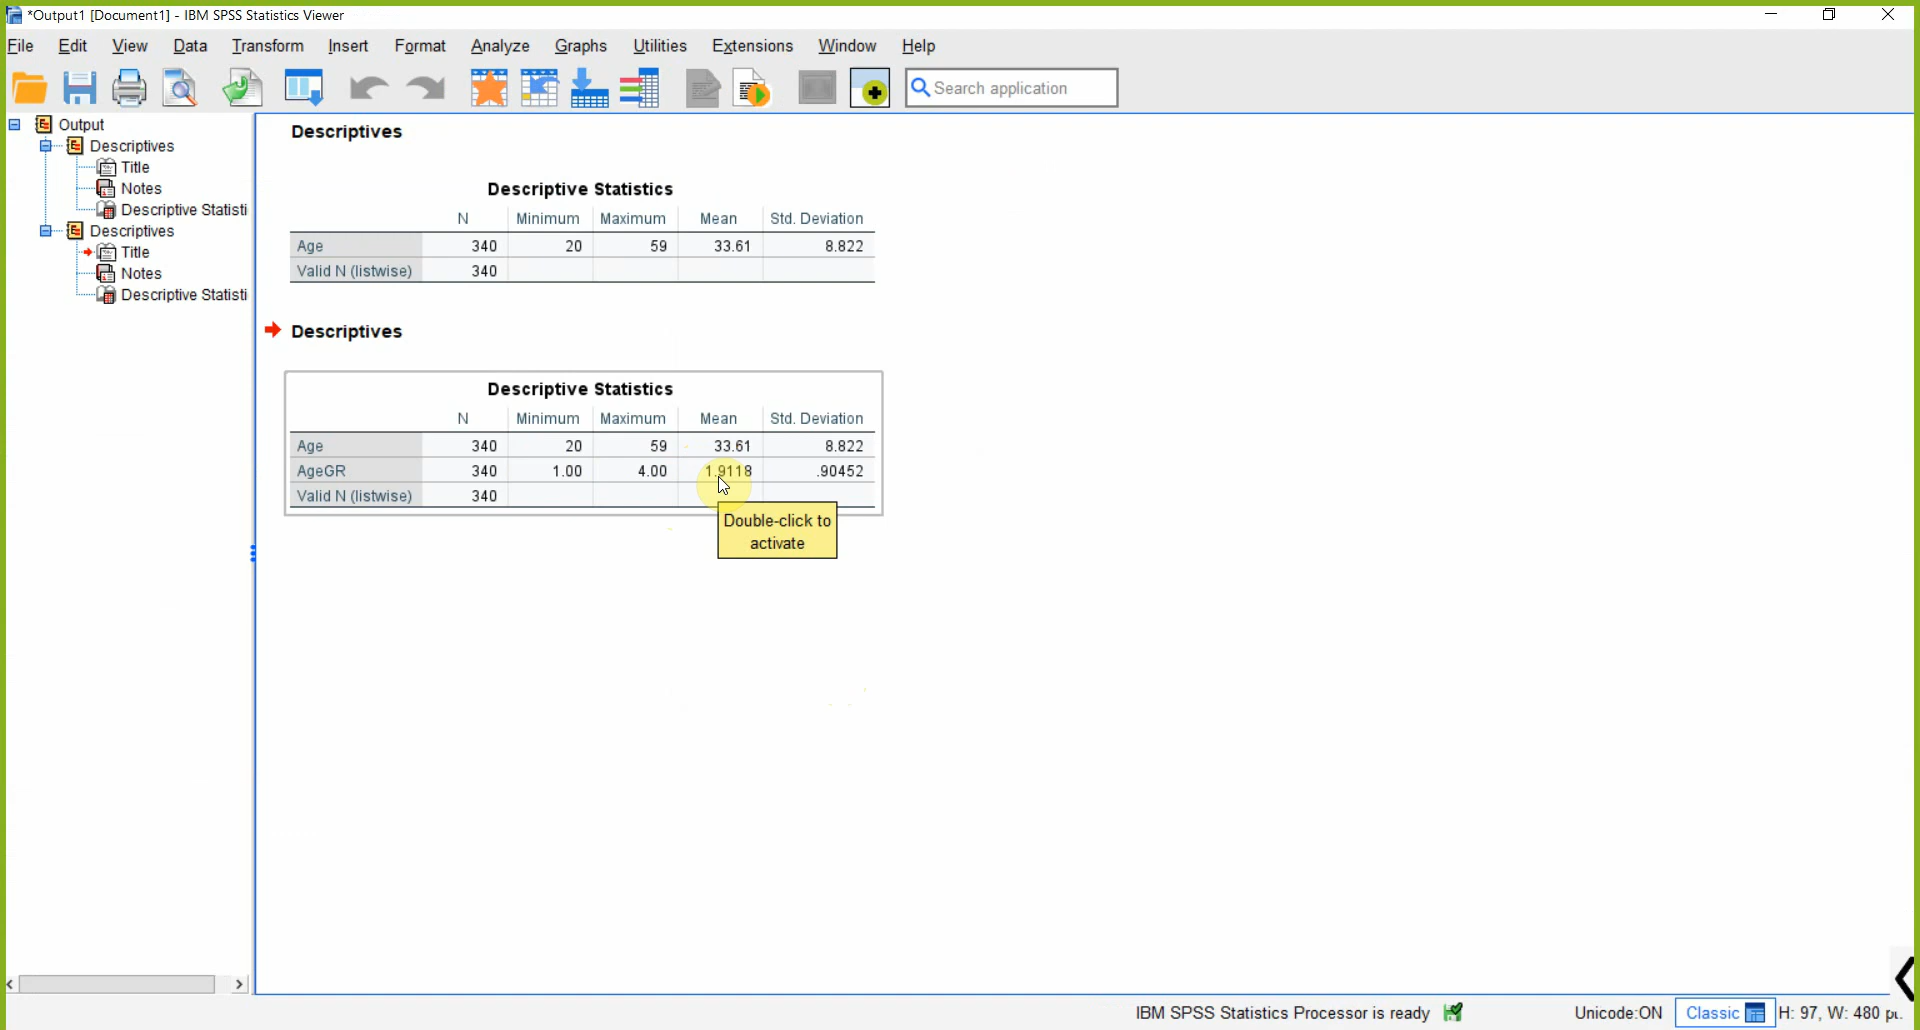 *Output1 [Document1] - IBM SPSS Statistics Viewer
File Edit View Data Transform Insert Format Analyze Graphs Utilities Extensions Window Help
Search application
Output
Descriptives
Title
Notes
Descriptive Statisti
Descriptives
Title
Notes
Descriptive Statisti
Descriptives
Descriptive Statistics
N Minimum Maximum Mean Std. Deviation
Age 340 20 59 33.61 8.822
Valid N (listwise) 340
Descriptives
Descriptive Statistics
N Minimum Maximum Mean Std. Deviation
Age 340 20 59 33.61 8.822
AgeGR 340 1.00 4.00 1.9118 .90452
Valid N (listwise) 340
Double-click to
activate
IBM SPSS Statistics Processor is ready Unicode:ON Classic H: 97, W: 480